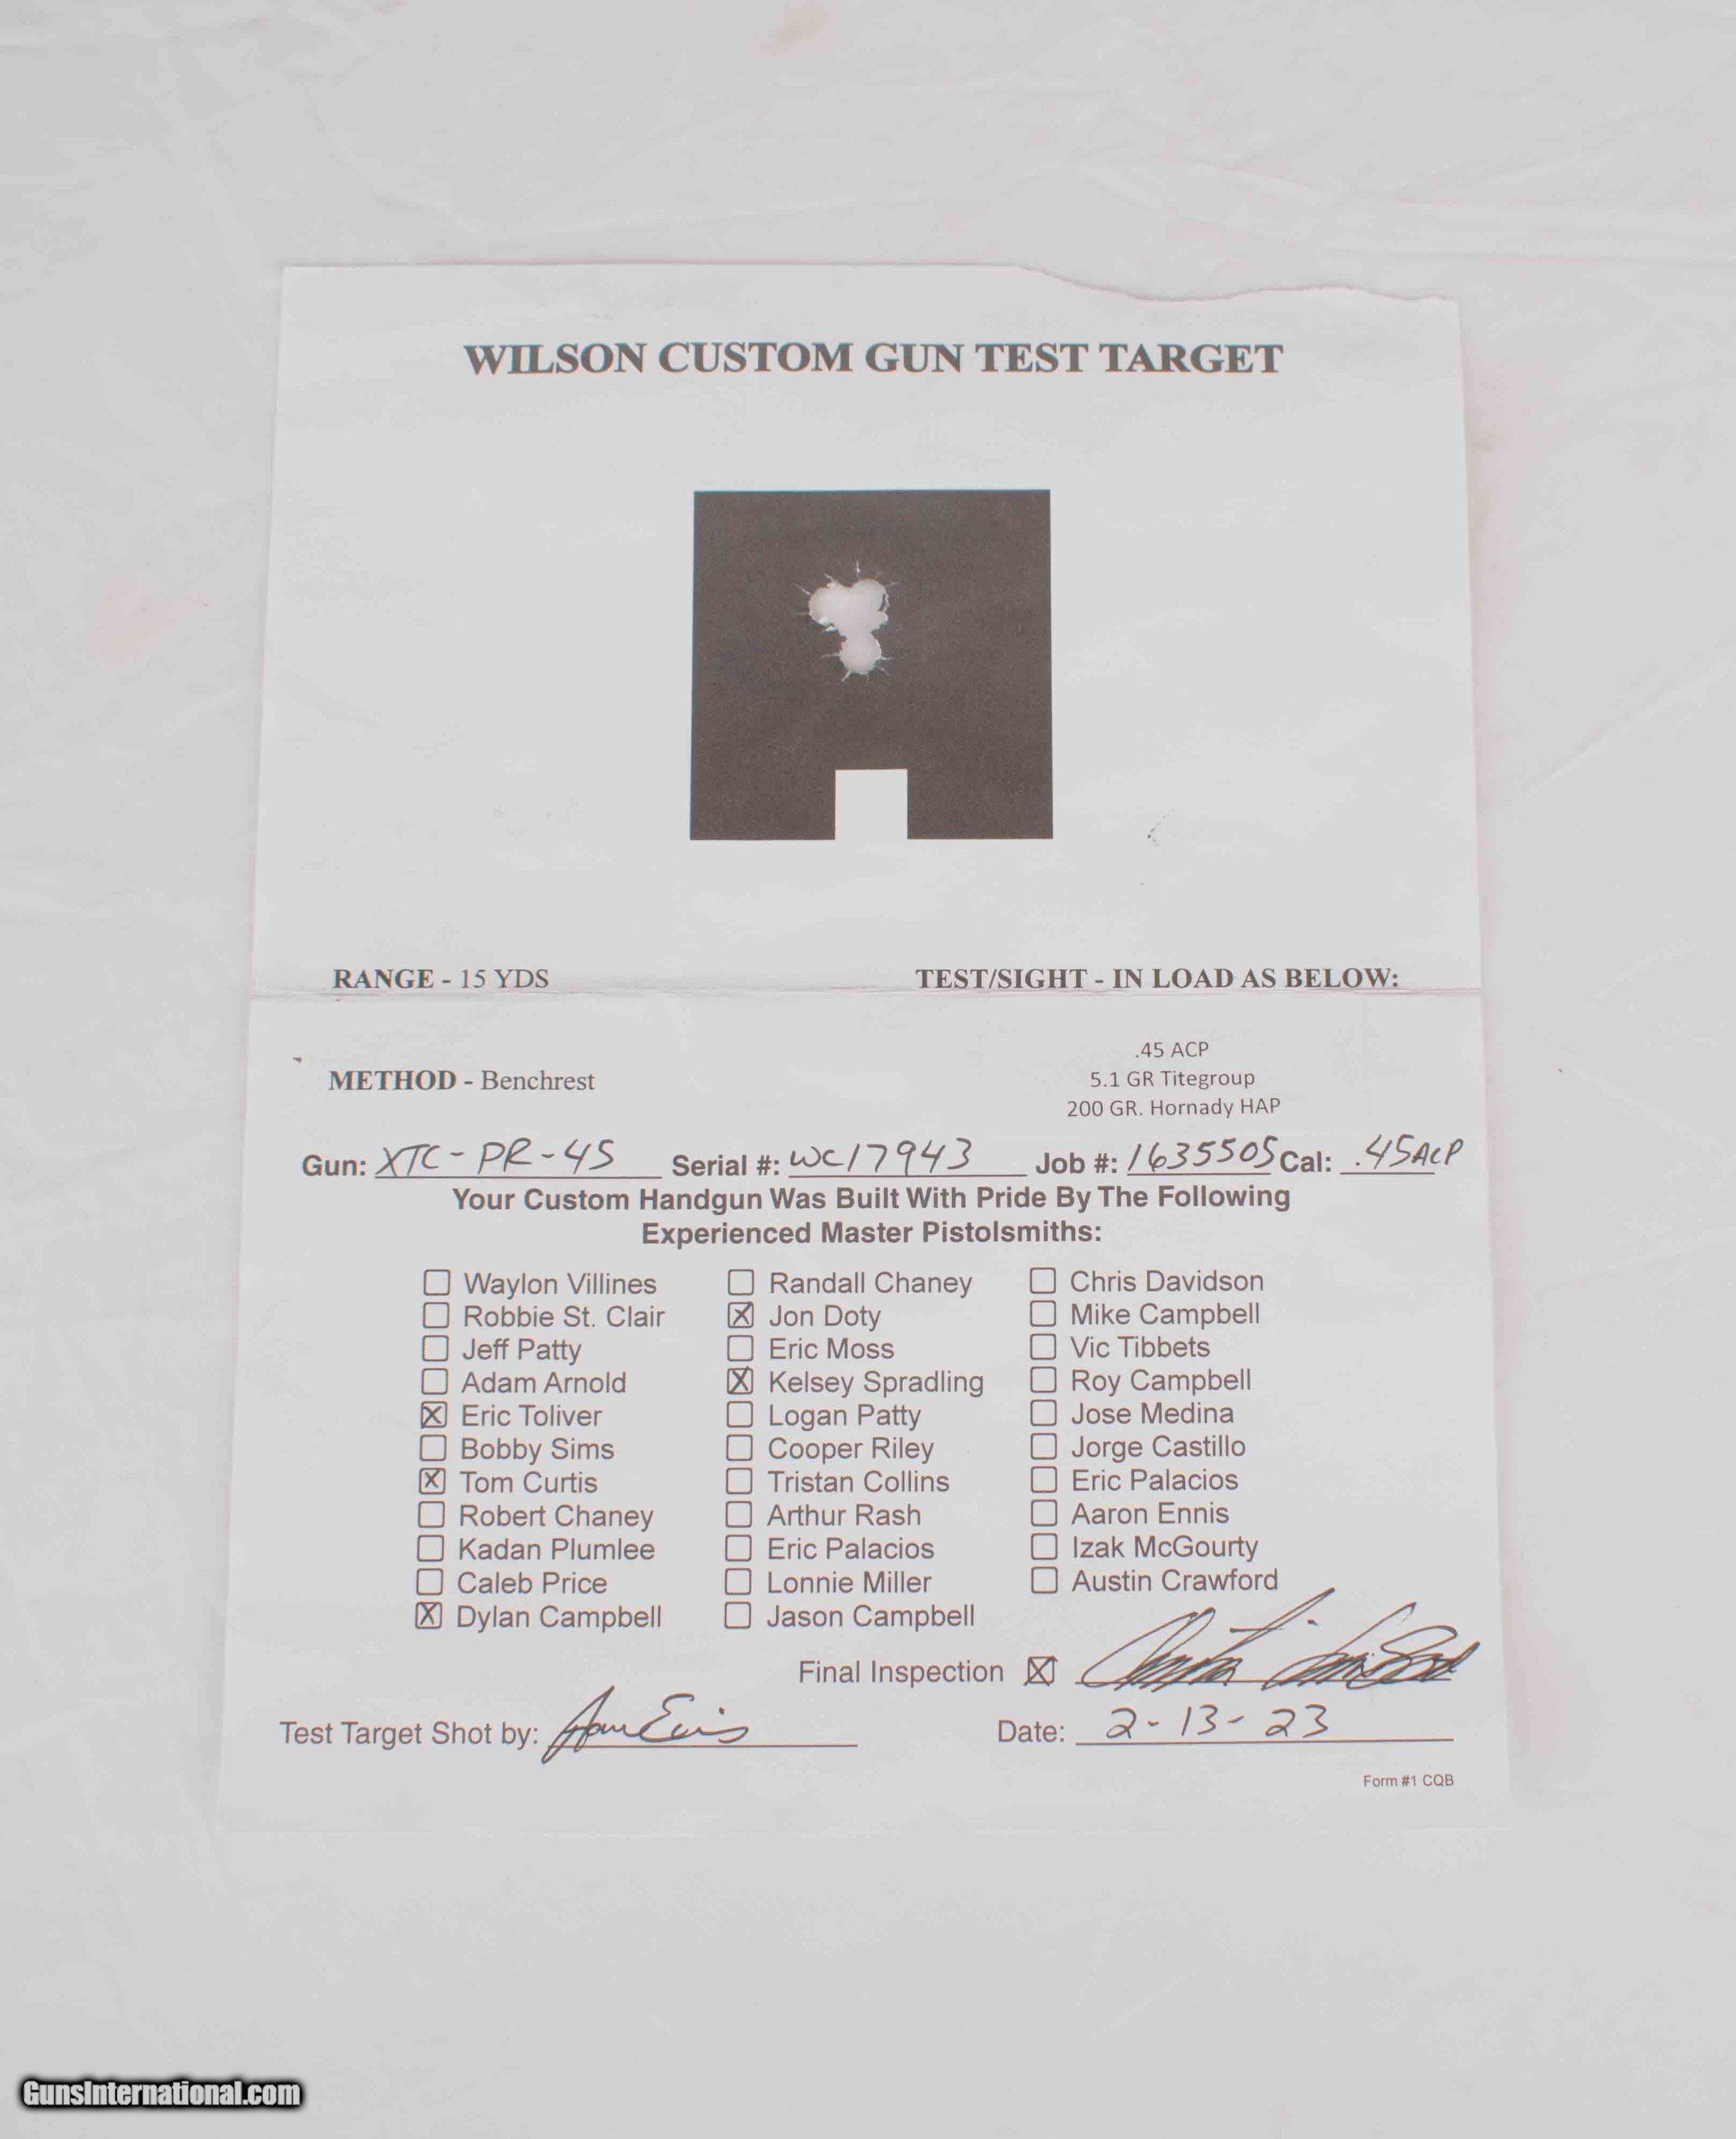 WILSON CUSTOM GUN TEST TARGET
RANGE - 15 YDS
TEST/SIGHT - IN LOAD AS BELOW:
METHOD - Benchrest
.45 ACP
5.1 GR Titegroup
200 GR. Hornady HAP
Gun: XTC-PR-45 Serial #: WC17943 Job #: 1635505 Cal: .45ACP
Your Custom Handgun Was Built With Pride By The Following
Experienced Master Pistolsmiths:
Waylon Villines
Robbie St. Clair
Jeff Patty
Adam Arnold
Eric Toliver
Bobby Sims
Tom Curtis
Robert Chaney
Kadan Plumlee
Caleb Price
Dylan Campbell
Randall Chaney
Jon Doty
Eric Moss
Kelsey Spradling
Logan Patty
Cooper Riley
Tristan Collins
Arthur Rash
Eric Palacios
Lonnie Miller
Jason Campbell
Chris Davidson
Mike Campbell
Vic Tibbets
Roy Campbell
Jose Medina
Jorge Castillo
Eric Palacios
Aaron Ennis
Izak McGourty
Austin Crawford
Final Inspection
Test Target Shot by:
Date: 2-13-23
Form #1 CQB
GunsInternational.com